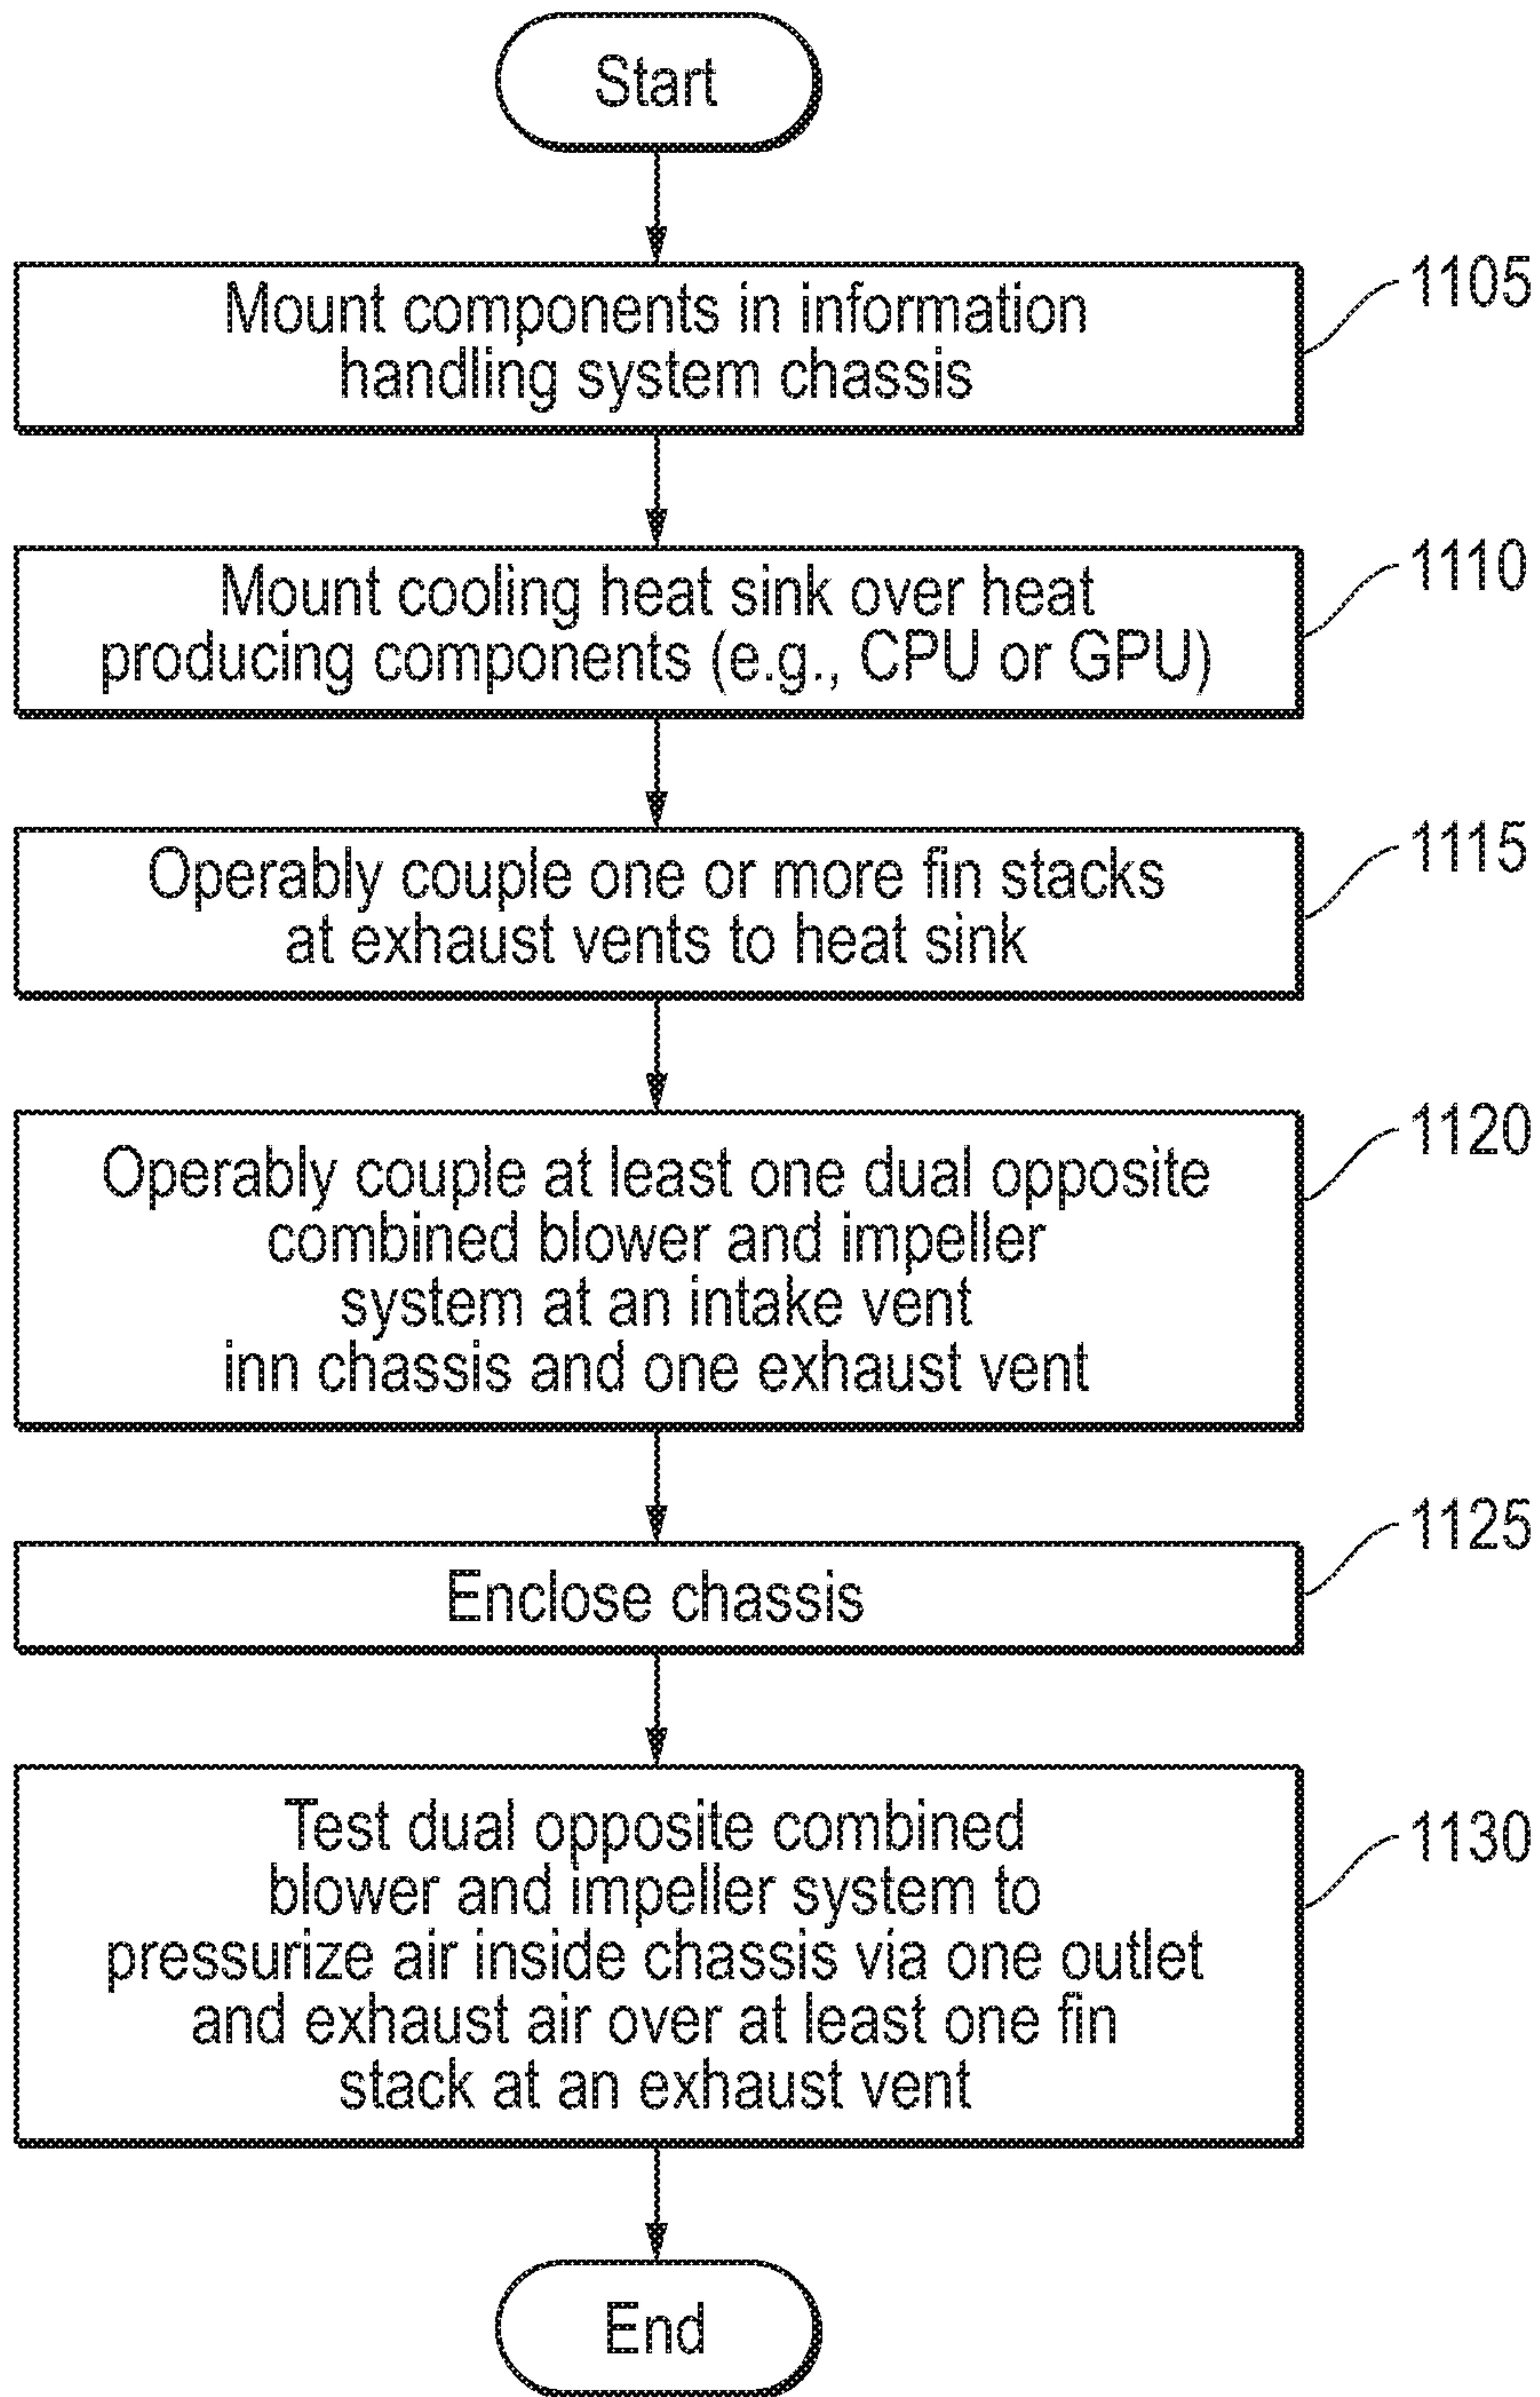 Start
Mount components in information
handling system chassis
1105
Mount cooling heat sink over heat
producing components (e.g., CPU or GPU)
1110
Operably couple one or more fin stacks
at exhaust vents to heat sink
1115
Operably couple at least one dual opposite
combined blower and impeller
system at an intake vent
inn chassis and one exhaust vent
1120
Enclose chassis
1125
Test dual opposite combined
blower and impeller system to
pressurize air inside chassis via one outlet
and exhaust air over at least one fin
stack at an exhaust vent
1130
End